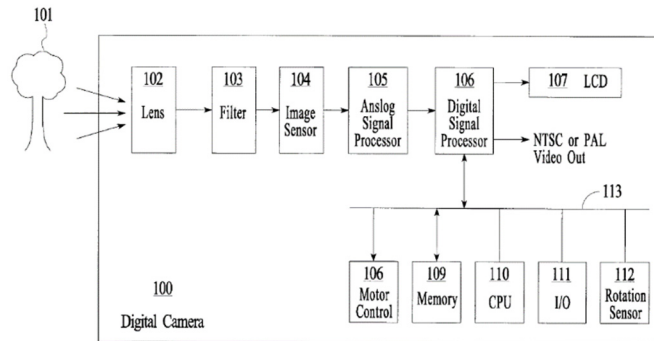 101
102
Lens
103
Filter
104
Image
Sensor
105
Anslog
Signal
Processor
106
Digital
Signal
Processor
107 LCD
NTSC or PAL
Video Out
113
106
Motor
Control
109
Memory
110
CPU
111
I/O
112
Rotation
Sensor
100
Digital Camera